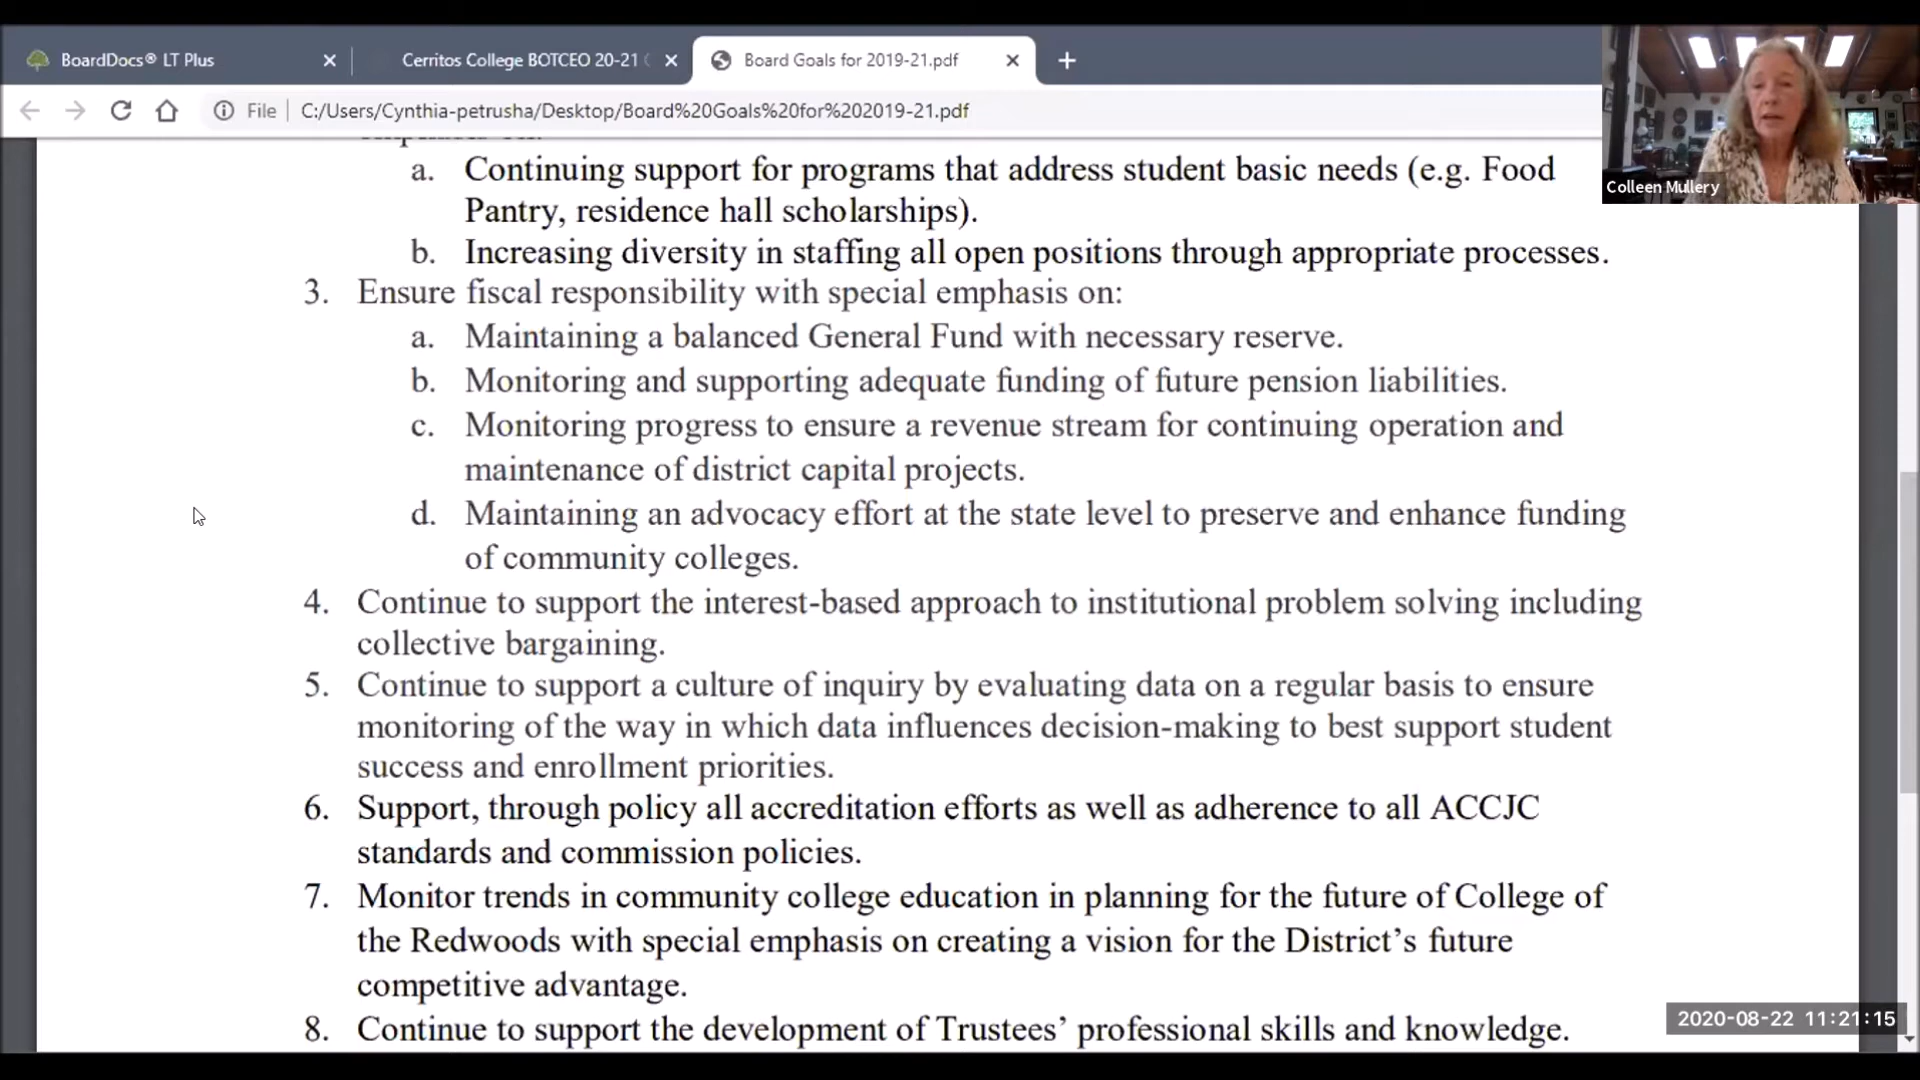 BoardDocs® LT Plus
Cerritos College BOTCEO 20-21
Board Goals for 2019-21.pdf
File
C:/Users/Cynthia-petrusha/Desktop/Board%20Goals%20for%202019-21.pdf
Colleen Mullery
a. Continuing support for programs that address student basic needs (e.g. Food
Pantry, residence hall scholarships).
b. Increasing diversity in staffing all open positions through appropriate processes.
3. Ensure fiscal responsibility with special emphasis on:
a. Maintaining a balanced General Fund with necessary reserve.
b. Monitoring and supporting adequate funding of future pension liabilities.
c. Monitoring progress to ensure a revenue stream for continuing operation and
maintenance of district capital projects.
d. Maintaining an advocacy effort at the state level to preserve and enhance funding
of community colleges.
4. Continue to support the interest-based approach to institutional problem solving including
collective bargaining.
5. Continue to support a culture of inquiry by evaluating data on a regular basis to ensure
monitoring of the way in which data influences decision-making to best support student
success and enrollment priorities.
6. Support, through policy all accreditation efforts as well as adherence to all ACCJC
standards and commission policies.
7. Monitor trends in community college education in planning for the future of College of
the Redwoods with special emphasis on creating a vision for the District’s future
competitive advantage.
8. Continue to support the development of Trustees’ professional skills and knowledge.
2020-08-22 11:21:15